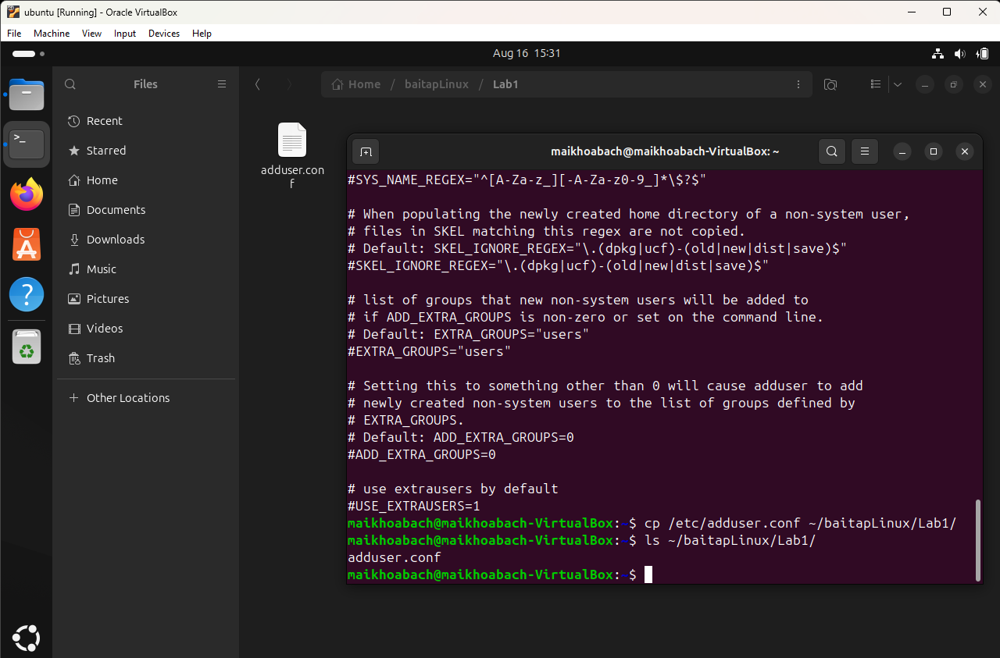 ubuntu [Running] - Oracle VirtualBox
File Machine View Input Devices Help
Aug 16 15:31
Files
Home / baitapLinux / Lab1
Recent
Starred
Home
Documents
Downloads
Music
Pictures
Videos
Trash
Other Locations
adduser.con
f
maikhoabach@maikhoabach-VirtualBox: ~
#SYS_NAME_REGEX="^[A-Za-z_][-A-Za-z0-9_]*\$?$"
# When populating the newly created home directory of a non-system user,
# files in SKEL matching this regex are not copied.
# Default: SKEL_IGNORE_REGEX="\.(dpkg|ucf)-(old|new|dist|save)$"
#SKEL_IGNORE_REGEX="\.(dpkg|ucf)-(old|new|dist|save)$"
# list of groups that new non-system users will be added to
# if ADD_EXTRA_GROUPS is non-zero or set on the command line.
# Default: EXTRA_GROUPS="users"
#EXTRA_GROUPS="users"
# Setting this to something other than 0 will cause adduser to add
# newly created non-system users to the list of groups defined by
# EXTRA_GROUPS.
# Default: ADD_EXTRA_GROUPS=0
#ADD_EXTRA_GROUPS=0
# use extrausers by default
#USE_EXTRAUSERS=1
maikhoabach@maikhoabach-VirtualBox:~$ cp /etc/adduser.conf ~/baitapLinux/Lab1/
maikhoabach@maikhoabach-VirtualBox:~$ ls ~/baitapLinux/Lab1/
adduser.conf
maikhoabach@maikhoabach-VirtualBox:~$